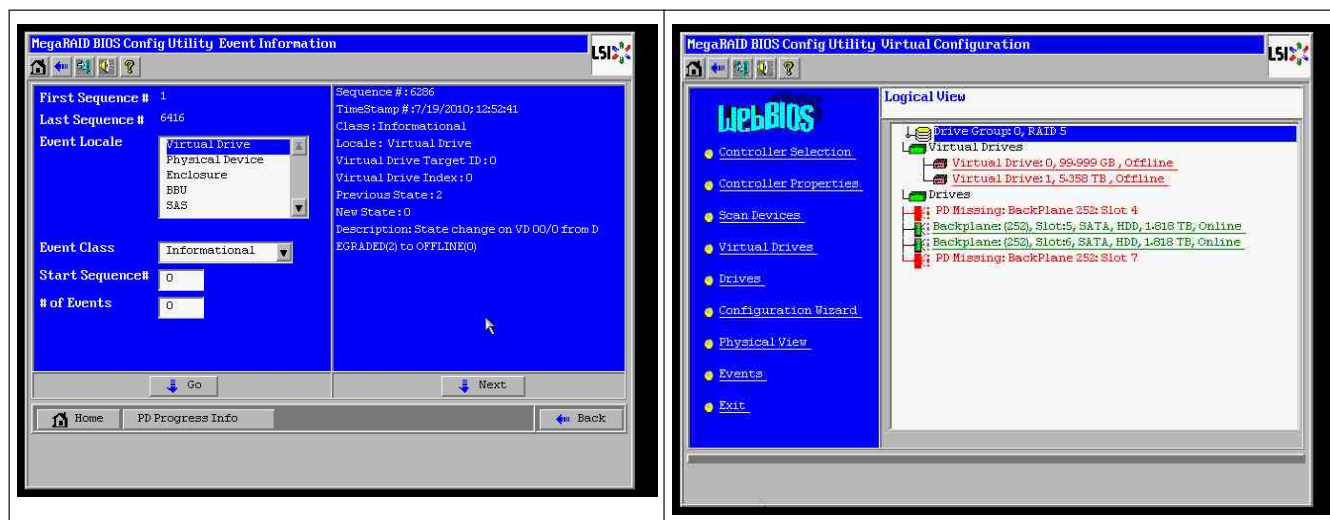 MegaRAID BIOS Config Utility Event Information
LSI
First Sequence # 1
Last Sequence # 6416
Event Locale
Virtual Drive
Physical Device
Enclosure
BBU
SAS
Event Class
Informational
Start Sequence#
0
# of Events
0
Go
Sequence #:6286
TimeStamp #:7/19/2010; 12:52:41
Class:Informational
Locale: Virtual Drive
Virtual Drive Target ID:0
Virtual Drive Index:0
Previous State:2
New State:0
Description: State change on VD 00/0 from D
EGRADED(2) to OFFLINE(0)
Next
Home
PD Progress Info
Back
MegaRAID BIOS Config Utility Virtual Configuration
LSI
WebBIOS
Controller Selection
Controller Properties
Scan Devices
Virtual Drives
Drives
Configuration Wizard
Physical View
Events
Exit
Logical View
Drive Group: 0, RAID 5
Virtual Drives
Virtual Drive: 0, 99.999 GB, Offline
Virtual Drive: 1, 5.358 TB, Offline
Drives
PD Missing: BackPlane 252: Slot 4
Backplane: (252), Slot:5, SATA, HDD, 1.818 TB, Online
Backplane: (252), Slot:6, SATA, HDD, 1.818 TB, Online
PD Missing: BackPlane 252: Slot 7